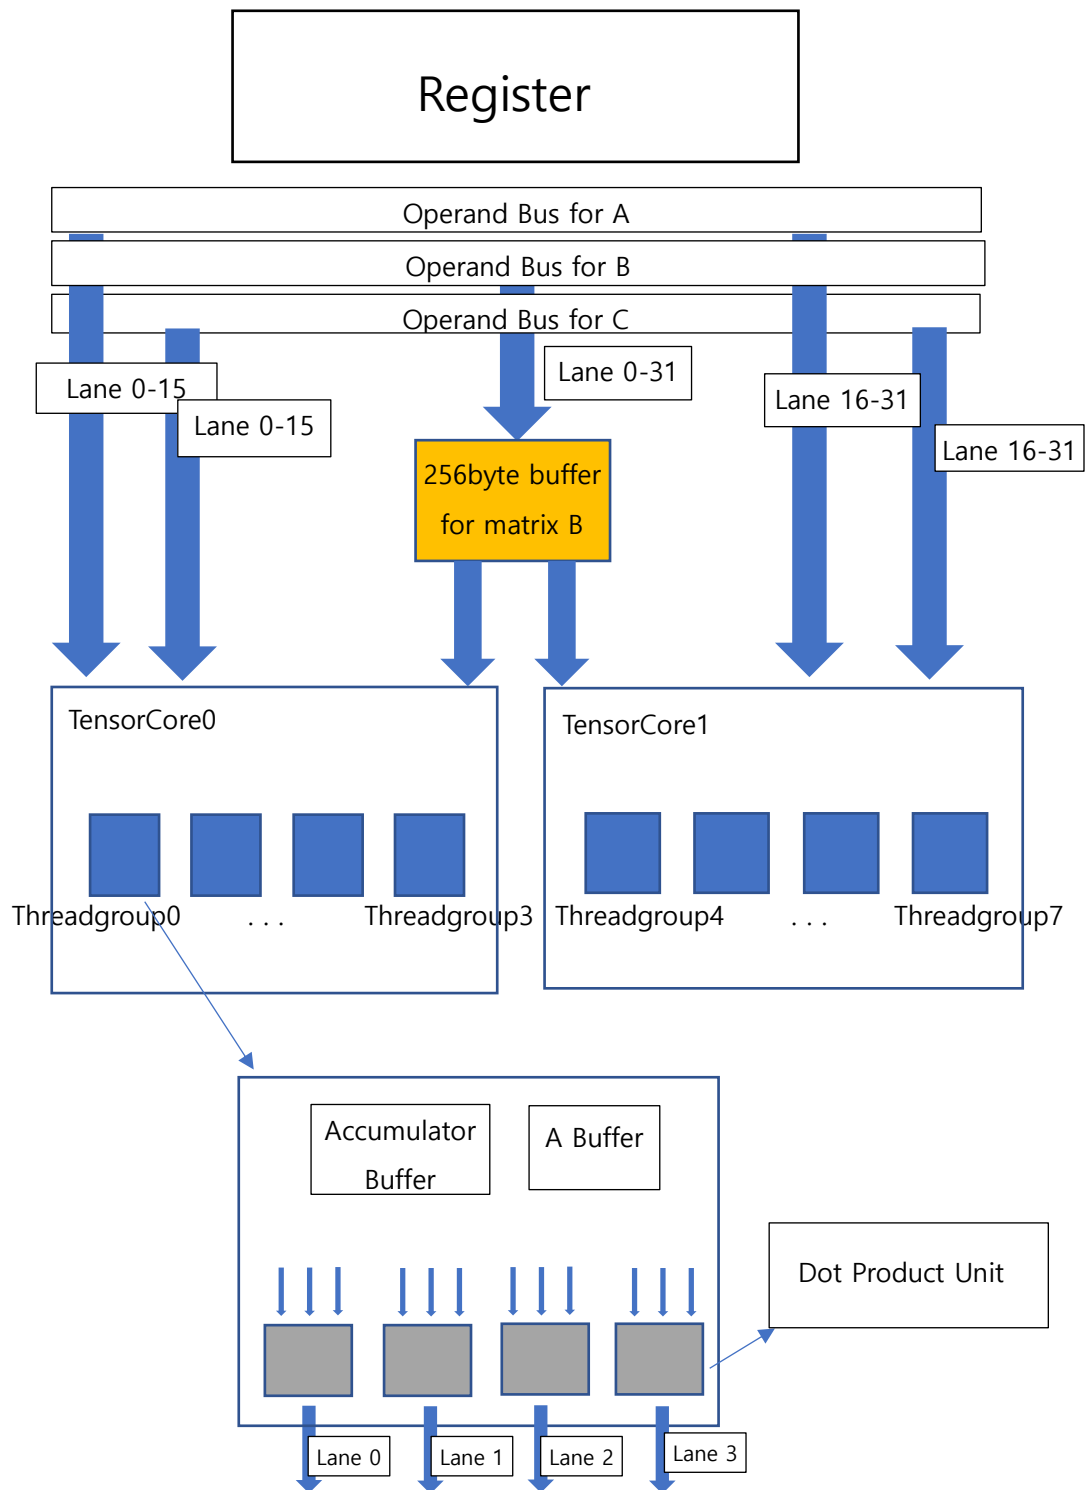 Register
Operand Bus for A
Operand Bus for B
Operand Bus for C
Lane 0-15
Lane 0-15
Lane 0-31
Lane 16-31
Lane 16-31
256byte buffer
for matrix B
TensorCore0
TensorCore1
Threadgroup0
. . .
Threadgroup3
Threadgroup4
. . .
Threadgroup7
Accumulator
Buffer
A Buffer
Dot Product Unit
Lane 0
Lane 1
Lane 2
Lane 3